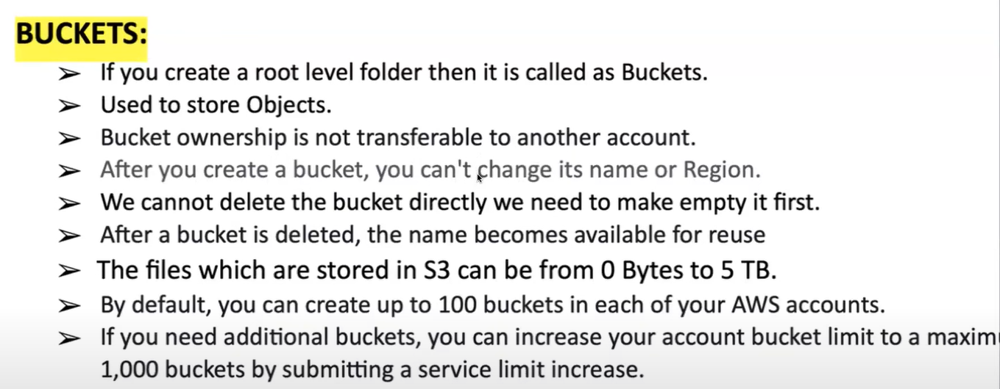 BUCKETS:
➢ If you create a root level folder then it is called as Buckets.
➢ Used to store Objects.
➢ Bucket ownership is not transferable to another account.
➢ After you create a bucket, you can't change its name or Region.
➢ We cannot delete the bucket directly we need to make empty it first.
➢ After a bucket is deleted, the name becomes available for reuse
➢ The files which are stored in S3 can be from 0 Bytes to 5 TB.
➢ By default, you can create up to 100 buckets in each of your AWS accounts.
➢ If you need additional buckets, you can increase your account bucket limit to a
1,000 buckets by submitting a service limit increase.